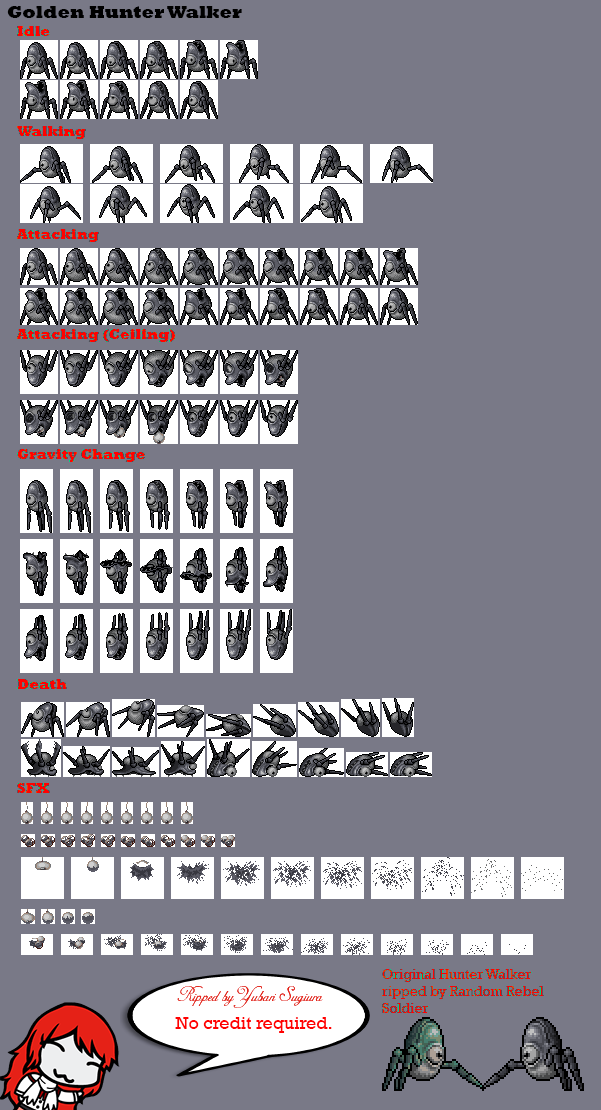 Golden Hunter Walker
Idle
Walking
Attacking
Attacking (Ceiling)
Gravity Change
Death
SFX
Ripped by Yubari Sugiura
No credit required.
Original Hunter Walker
ripped by Random Rebel
Soldier